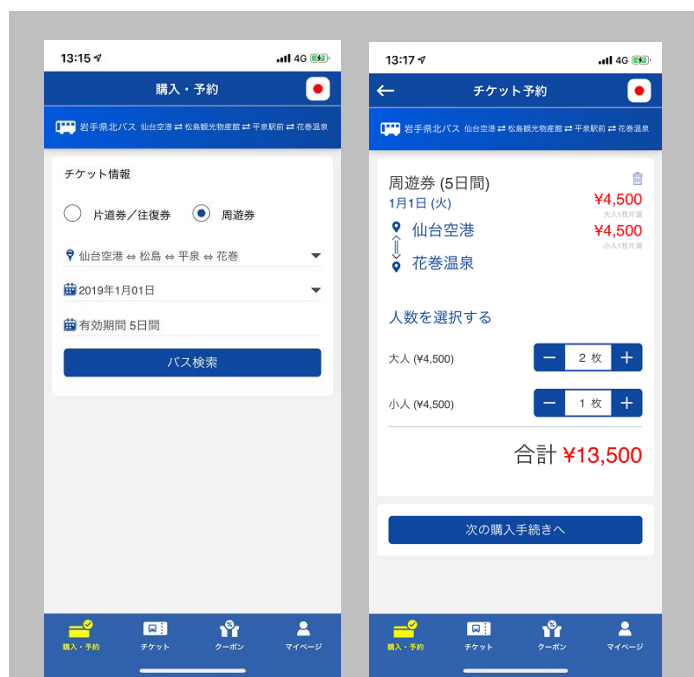 13:15
4G
購入・予約
岩手県北バス 仙台空港 ⇄ 松島観光物産館 ⇄ 平泉駅前 ⇄ 花巻温泉
チケット情報
片道券／往復券
周遊券
仙台空港 ⇔ 松島 ⇔ 平泉 ⇔ 花巻
2019年1月01日
有効期間 5日間
バス検索
購入・予約
チケット
クーポン
マイページ
13:17
4G
チケット予約
岩手県北バス 仙台空港 ⇄ 松島観光物産館 ⇄ 平泉駅前 ⇄ 花巻温泉
周遊券 (5日間)
1月1日 (火)
¥4,500
大人1枚片道
仙台空港
¥4,500
小人1枚片道
花巻温泉
人数を選択する
大人 (¥4,500)
− 2 枚 +
小人 (¥4,500)
− 1 枚 +
合計 ¥13,500
次の購入手続きへ
購入・予約
チケット
クーポン
マイページ